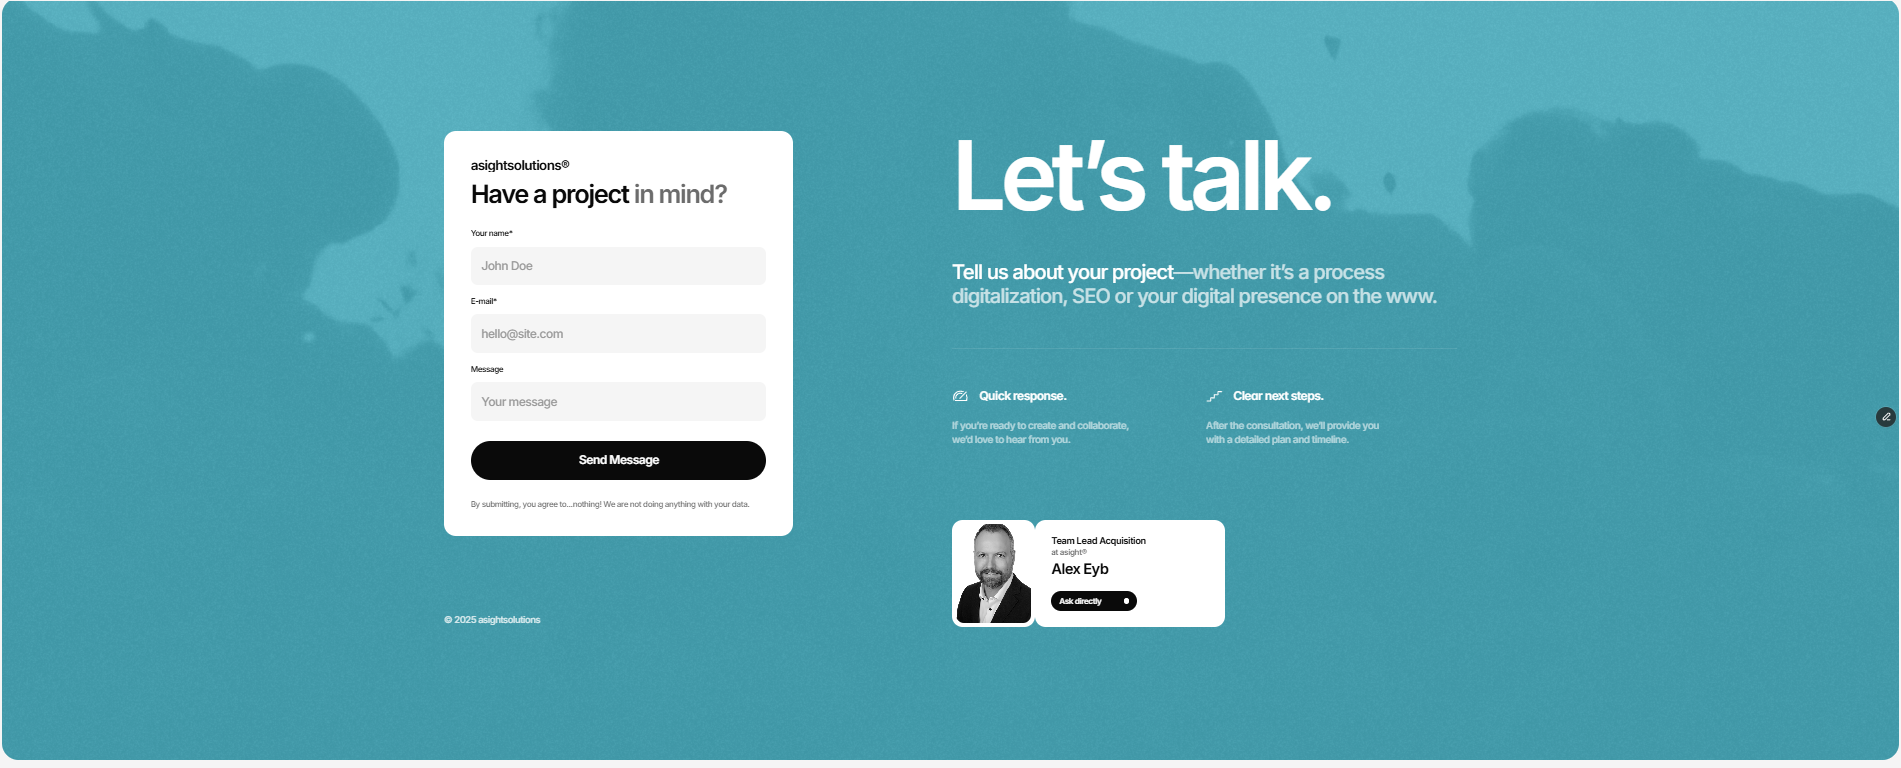 asightsolutions®
Have a project in mind?
Your name*
John Doe
E-mail*
hello@site.com
Message
Your message
Send Message
By submitting, you agree to...nothing! We are not doing anything with your data.
© 2025 asightsolutions
Let’s talk.
Tell us about your project—whether it’s a process
digitalization, SEO or your digital presence on the www.
Quick response.
If you’re ready to create and collaborate,
we’d love to hear from you.
Clear next steps.
After the consultation, we’ll provide you
with a detailed plan and timeline.
Team Lead Acquisition
at asight®
Alex Eyb
Ask directly